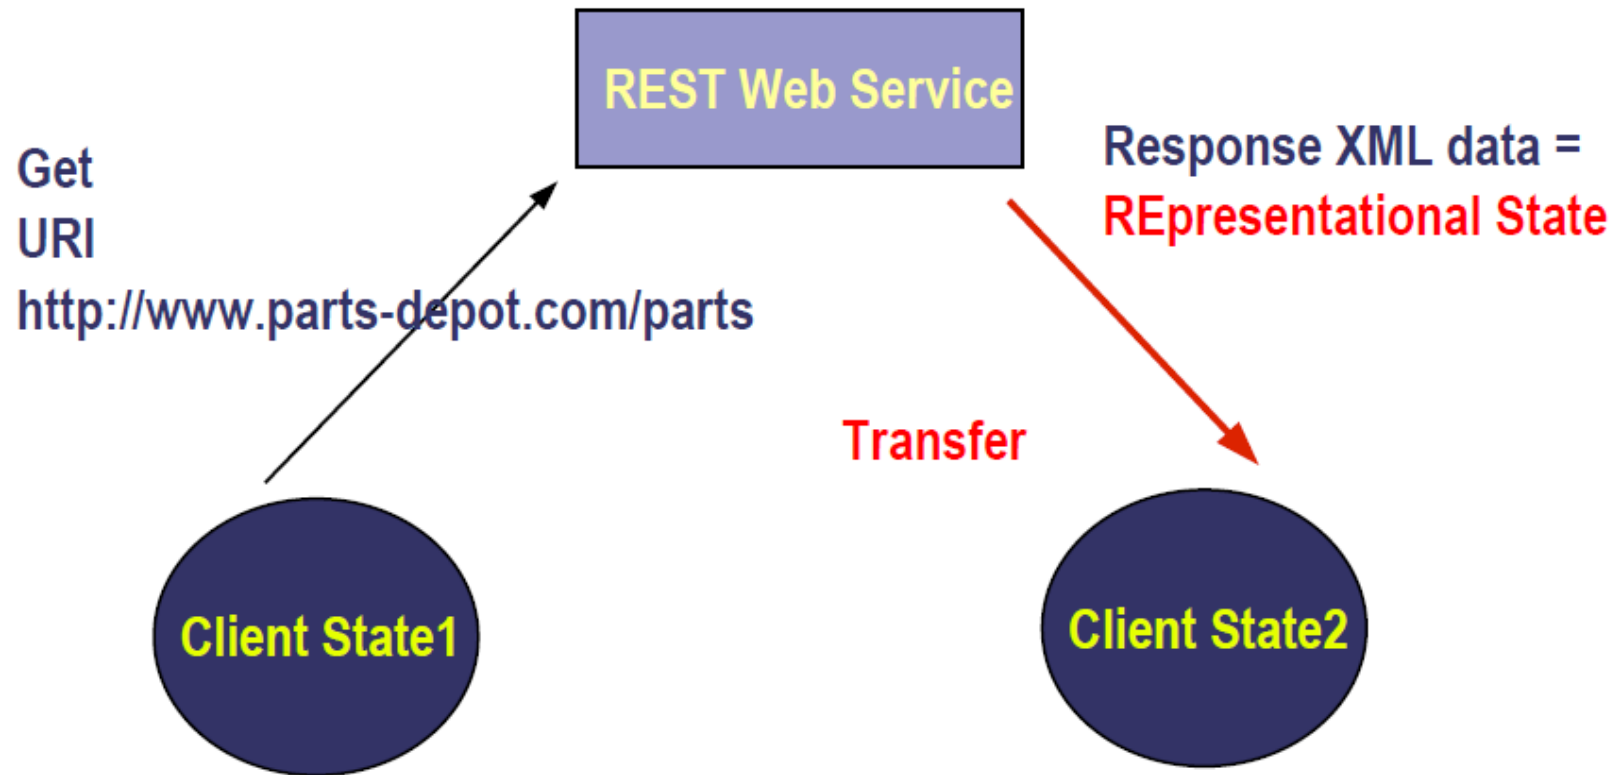 REST Web Service
Get
URI
http://www.parts-depot.com/parts
Response XML data =
REpresentational State
Transfer
Client State1
Client State2